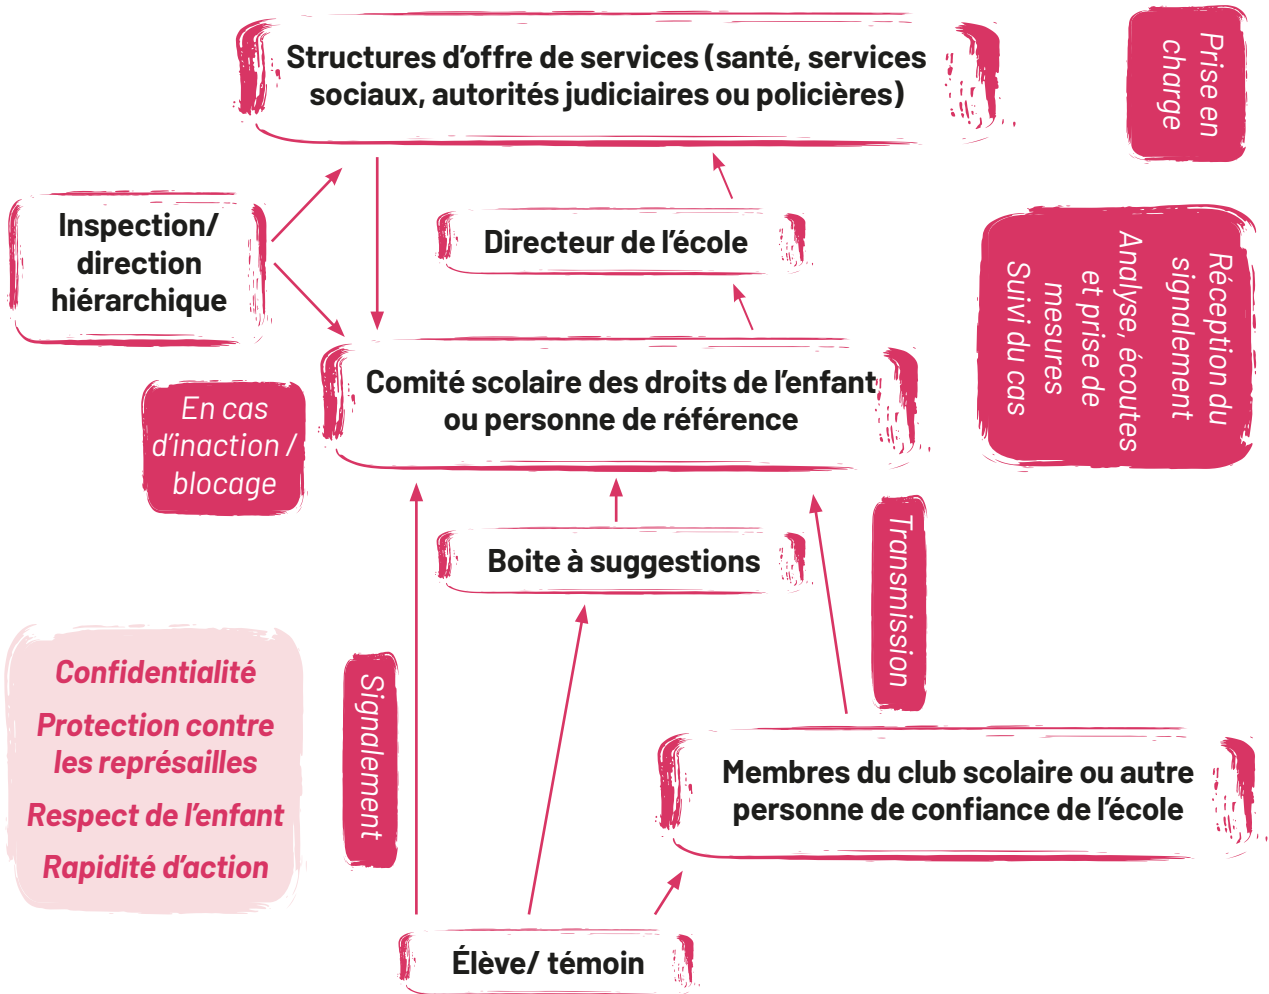 Structures d’offre de services (santé, services
sociaux, autorités judiciaires ou policières)
Prise en
charge
Inspection/
direction
hiérarchique
Directeur de l’école
Réception du
signalement
Analyse, écoutes
et prise de
mesures
Suivi du cas
Comité scolaire des droits de l’enfant
ou personne de référence
En cas
d’inaction /
blocage
Boite à suggestions
Transmission
Confidentialité
Protection contre
les représailles
Respect de l’enfant
Rapidité d’action
Signalement
Membres du club scolaire ou autre
personne de confiance de l’école
Élève/ témoin